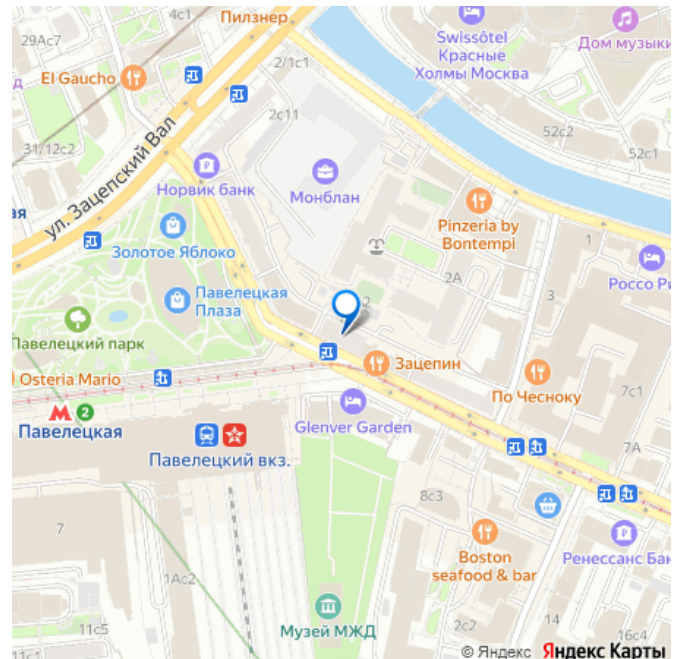 4с1
Пилзнер
29Ас7
El Gaucho
2/1с1
Swissôtel
Красные
Холмы Москва
Дом музыки
2с11
52с2
52с1
31/12с2
ул. Зацепский Вал
Норвик банк
Монблан
ая
Pinzeria by
Bontempi
Золотое Яблоко
1
2А
Россо Ри
3
Павелецкая
Плаза
2
Павелецкий парк
Зацепин
Osteria Mario
По Чесноку
7с1
М 2
Павелецкая
Glenver Garden
Павелецкий вкз.
7А
8с3
7
Boston
seafood & bar
Ренессанс Бан
1Ас2
Музей МЖД
11с5
2с2
14
16с4
11с1
© Яндекс Яндекс Карты